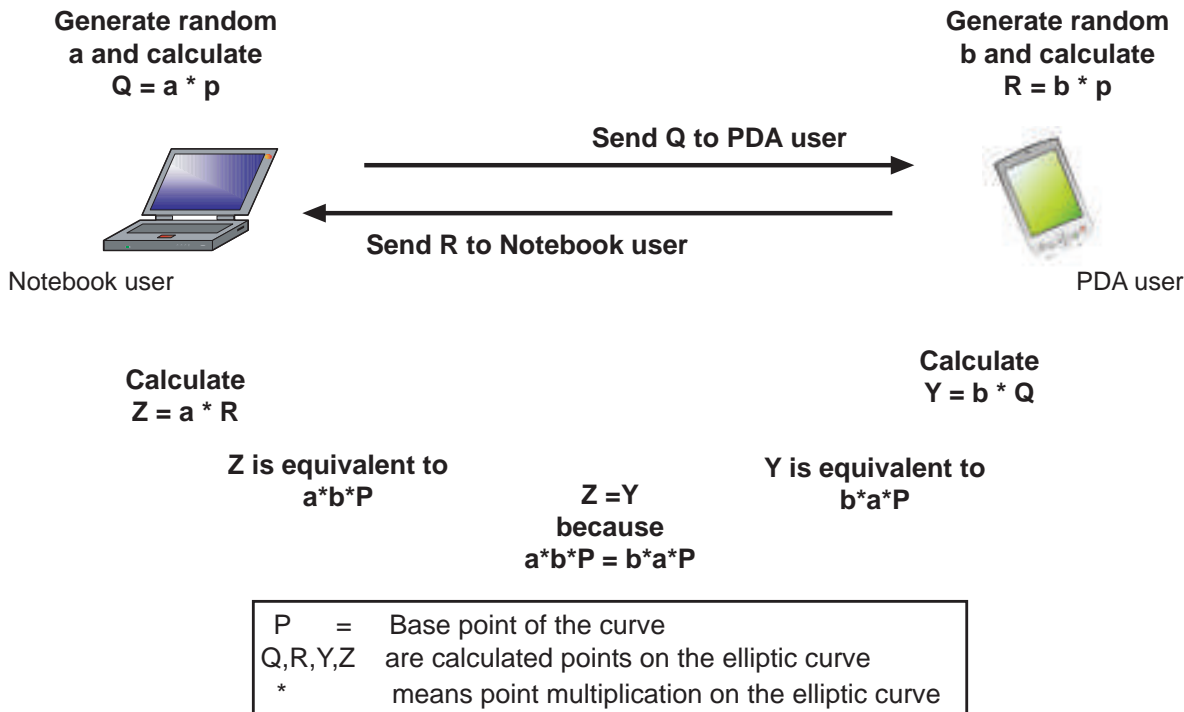 Generate random
a and calculate
Q = a * p
Generate random
b and calculate
R = b * p
Send Q to PDA user
Send R to Notebook user
Notebook user
PDA user
Calculate
Z = a * R
Calculate
Y = b * Q
Z is equivalent to
a*b*P
Y is equivalent to
b*a*P
Z =Y
because
a*b*P = b*a*P
P = Base point of the curve
Q,R,Y,Z are calculated points on the elliptic curve
* means point multiplication on the elliptic curve